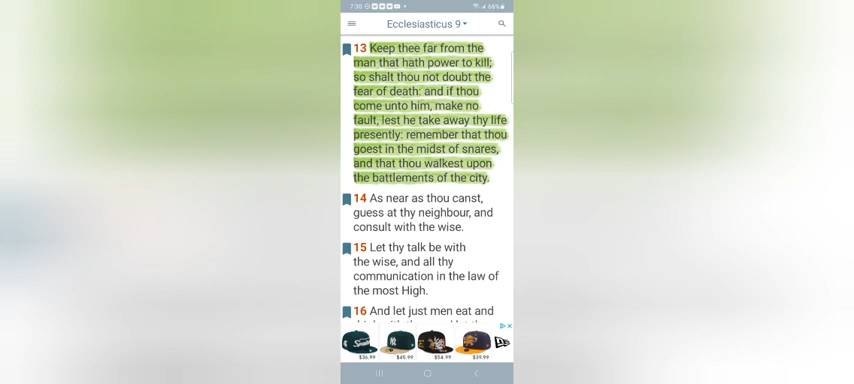 7:30
66%
Ecclesiasticus 9
13 Keep thee far from the
man that hath power to kill;
so shalt thou not doubt the
fear of death: and if thou
come unto him, make no
fault, lest he take away thy life
presently: remember that thou
goest in the midst of snares,
and that thou walkest upon
the battlements of the city.
14 As near as thou canst,
guess at thy neighbour, and
consult with the wise.
15 Let thy talk be with
the wise, and all thy
communication in the law of
the most High.
16 And let just men eat and
$36.99 $45.99 $54.99 $39.99